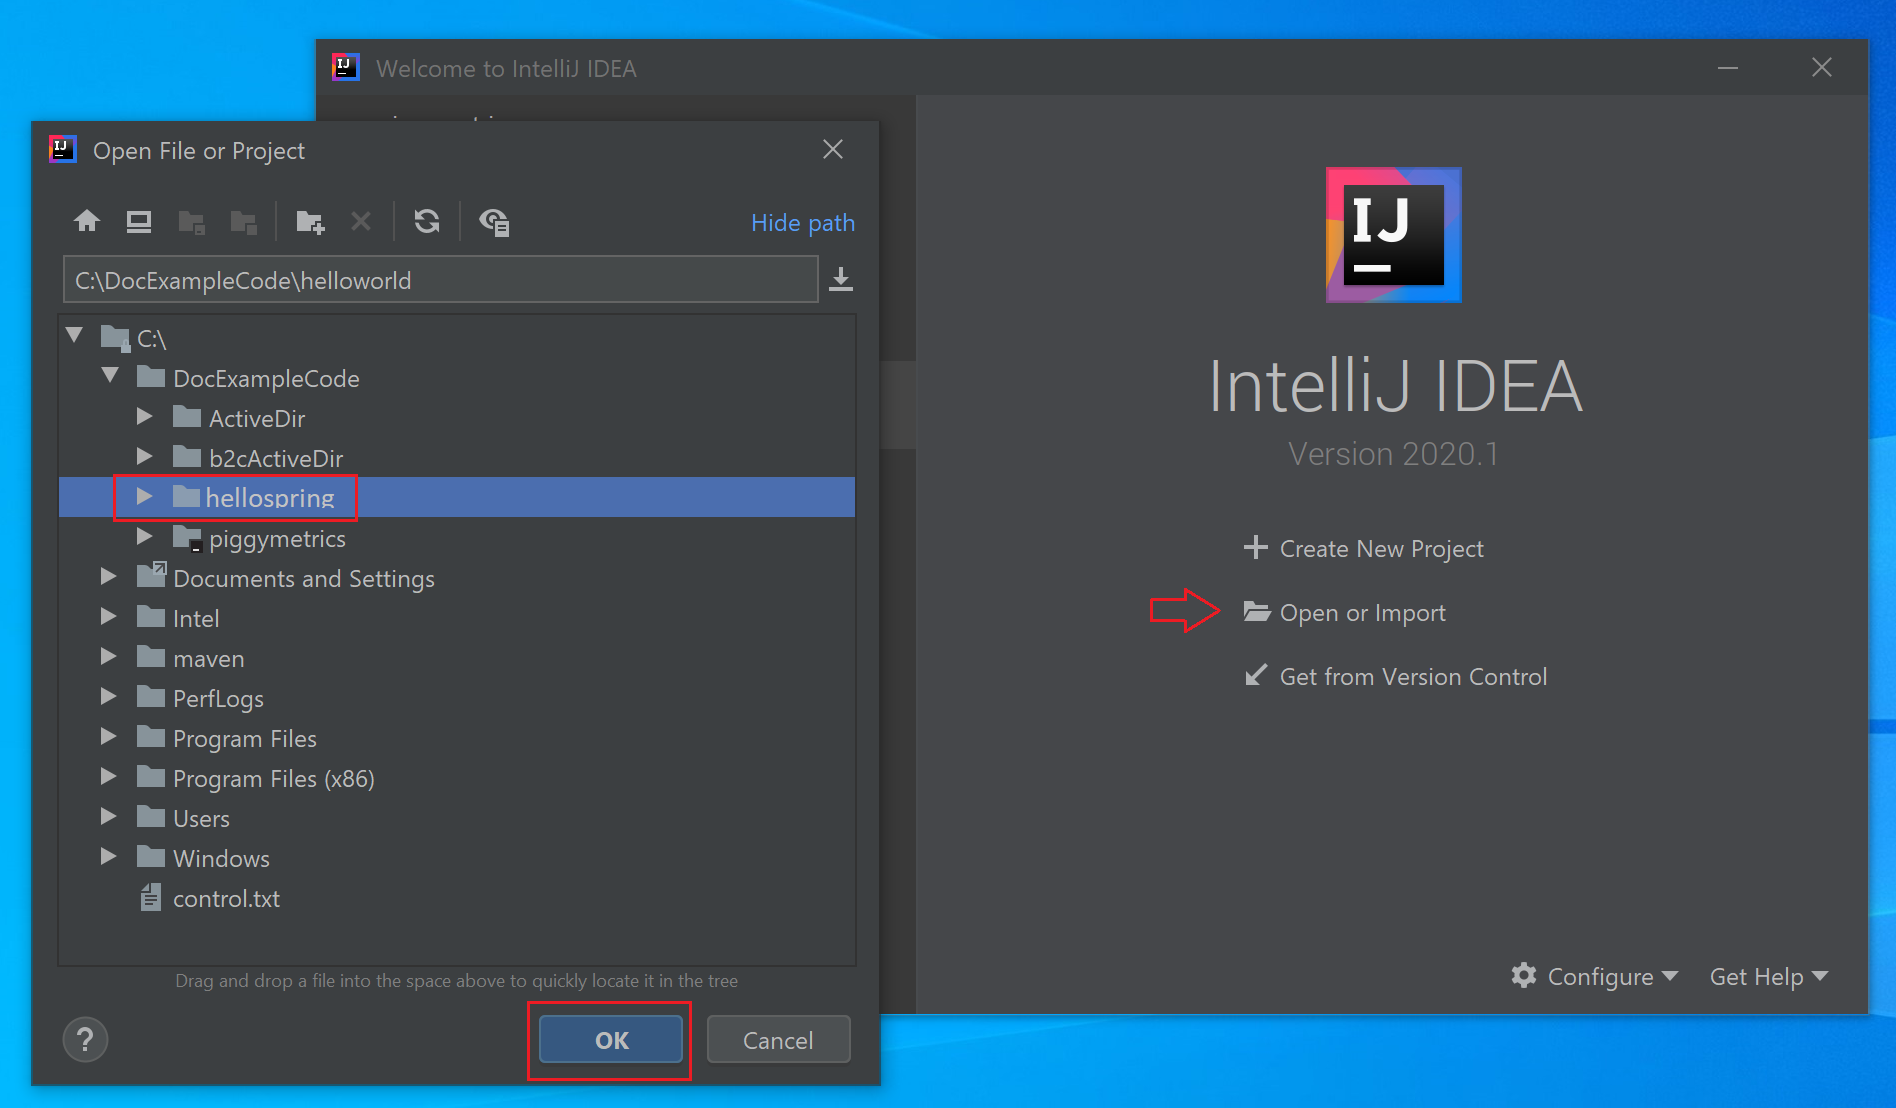 IJ
Welcome to IntelliJ IDEA
IJ
Open File or Project
Hide path
C:\DocExampleCode\helloworld
C:\
DocExampleCode
ActiveDir
b2cActiveDir
hellospring
piggymetrics
Documents and Settings
Intel
maven
PerfLogs
Program Files
Program Files (x86)
Users
Windows
control.txt
Drag and drop a file into the space above to quickly locate it in the tree
?
OK
Cancel
IJ
IntelliJ IDEA
Version 2020.1
Create New Project
Open or Import
Get from Version Control
Configure
Get Help